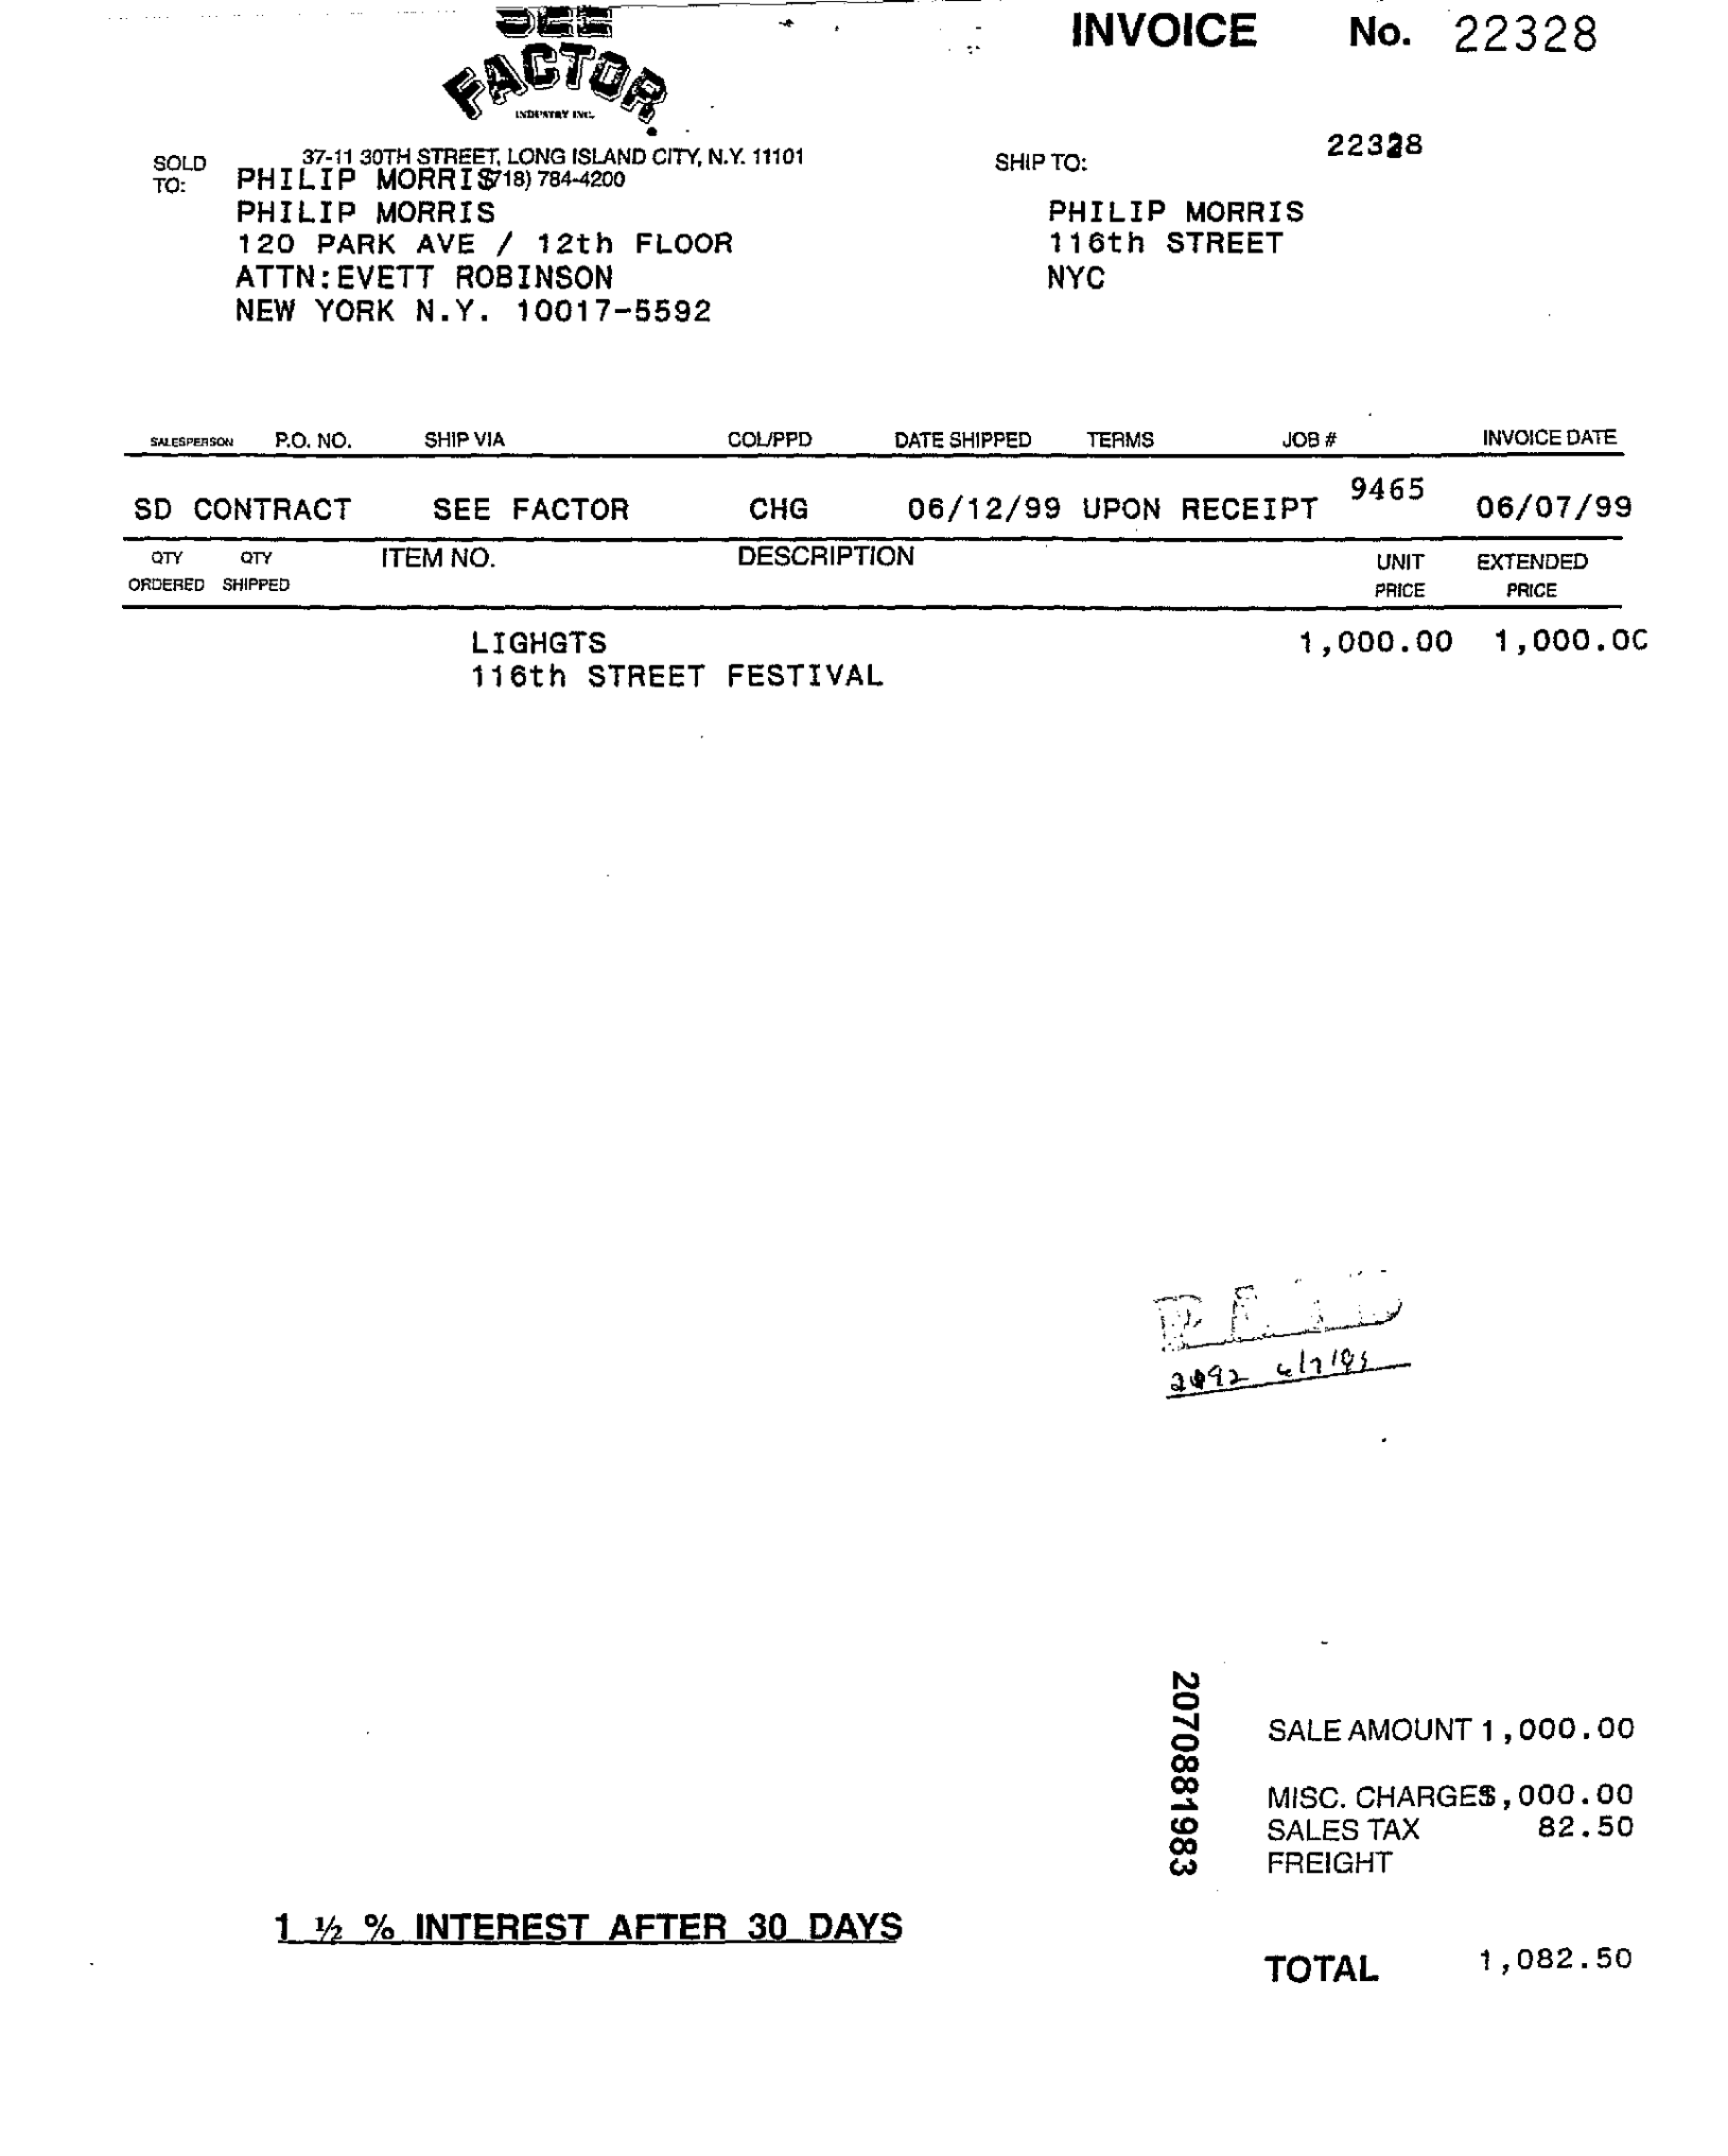 SEE
FACTOR
INDUSTRY INC.
INVOICE No. 22328
22328
37-11 30TH STREET, LONG ISLAND CITY, N.Y. 11101
(718) 784-4200
SOLD
TO:
PHILIP MORRIS
PHILIP MORRIS
120 PARK AVE / 12th FLOOR
ATTN:EVETT ROBINSON
NEW YORK N.Y. 10017-5592
SHIP TO:
PHILIP MORRIS
116th STREET
NYC
SALESPERSON P.O. NO. SHIP VIA COL/PPD DATE SHIPPED TERMS JOB # INVOICE DATE
SD CONTRACT SEE FACTOR CHG 06/12/99 UPON RECEIPT 9465 06/07/99
QTY QTY ITEM NO. DESCRIPTION UNIT EXTENDED
ORDERED SHIPPED PRICE PRICE
LIGHGTS 1,000.00 1,000.00
116th STREET FESTIVAL
PAID
2070881983
SALE AMOUNT 1,000.00
MISC. CHARGES ,000.00
SALES TAX 82.50
FREIGHT
1 ½ % INTEREST AFTER 30 DAYS
TOTAL 1,082.50